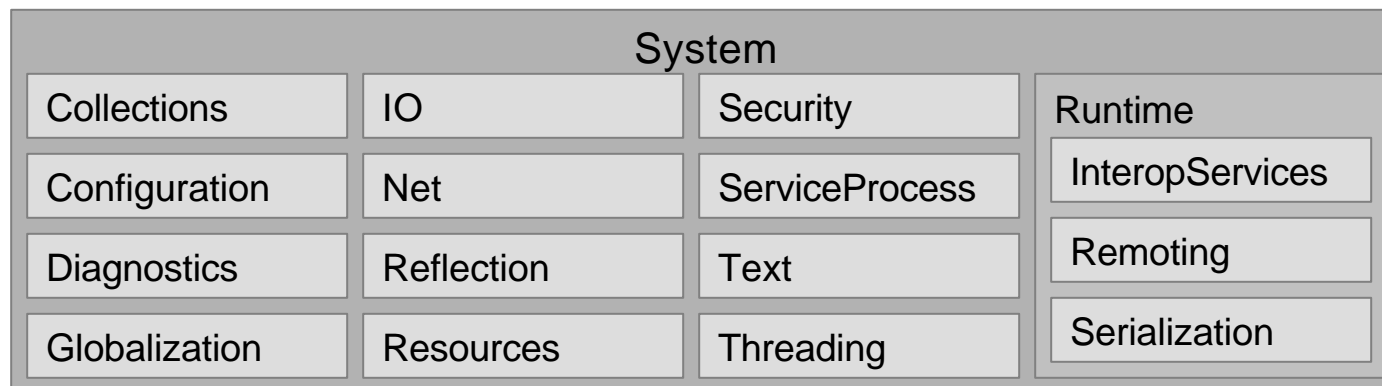 System
Collections
IO
Security
Runtime
Configuration
Net
ServiceProcess
InteropServices
Diagnostics
Reflection
Text
Remoting
Globalization
Resources
Threading
Serialization